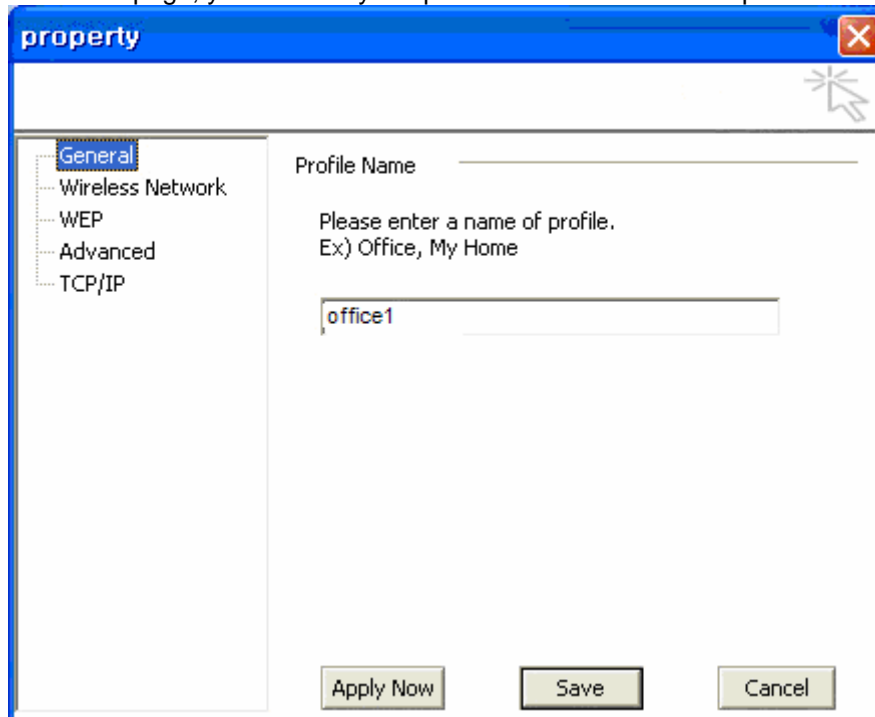 property
General
Wireless Network
WEP
Advanced
TCP/IP
Profile Name
Please enter a name of profile.
Ex) Office, My Home
office1
Apply Now
Save
Cancel